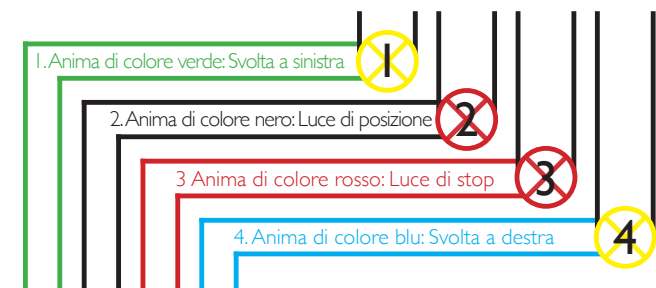 1. Anima di colore verde: Svolta a sinistra 1
2. Anima di colore nero: Luce di posizione 2
3 Anima di colore rosso: Luce di stop 3
4. Anima di colore blu: Svolta a destra 4